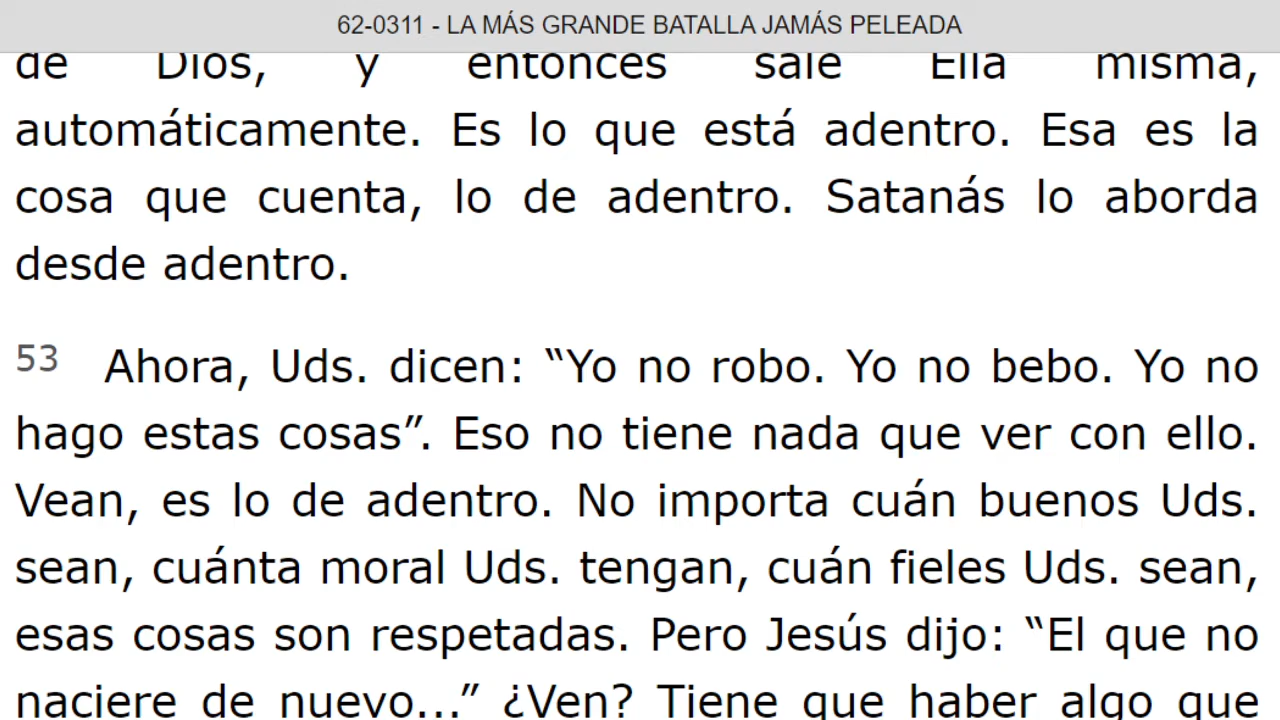 62-0311 - LA MÁS GRANDE BATALLA JAMÁS PELEADA
de Dios, y entonces sale Ella misma,
automáticamente. Es lo que está adentro. Esa es la
cosa que cuenta, lo de adentro. Satanás lo aborda
desde adentro.
53 Ahora, Uds. dicen: “Yo no robo. Yo no bebo. Yo no
hago estas cosas”. Eso no tiene nada que ver con ello.
Vean, es lo de adentro. No importa cuán buenos Uds.
sean, cuánta moral Uds. tengan, cuán fieles Uds. sean,
esas cosas son respetadas. Pero Jesús dijo: “El que no
naciere de nuevo...” ¿Ven? Tiene que haber algo que